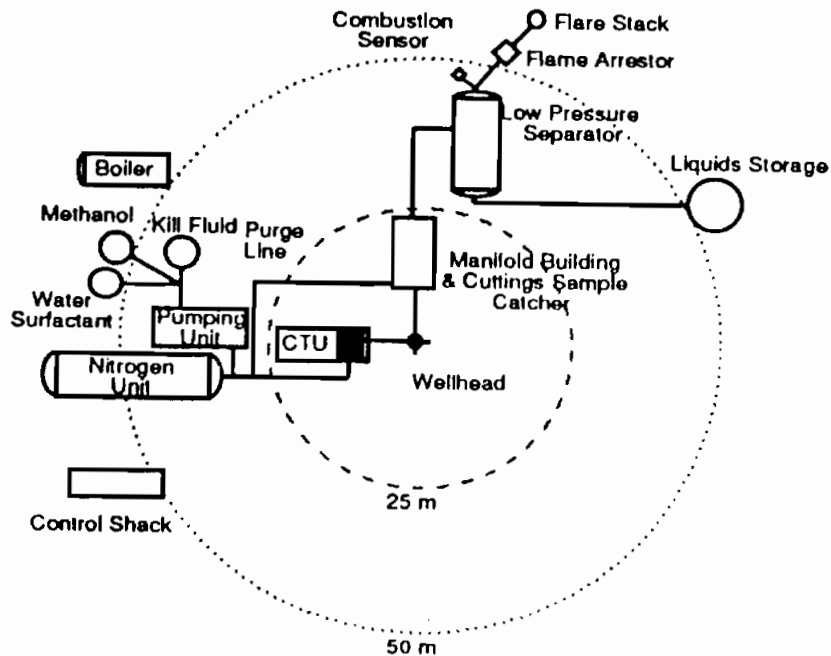 Combustion
Sensor
Flare Stack
Flame Arrestor
Low Pressure
Separator
Liquids Storage
Boiler
Methanol
Kill Fluid
Purge
Line
Manifold Building
& Cuttings Sample
Catcher
Water
Surfactant
Pumping
Unit
CTU
Nitrogen
Unit
Wellhead
25 m
Control Shack
50 m